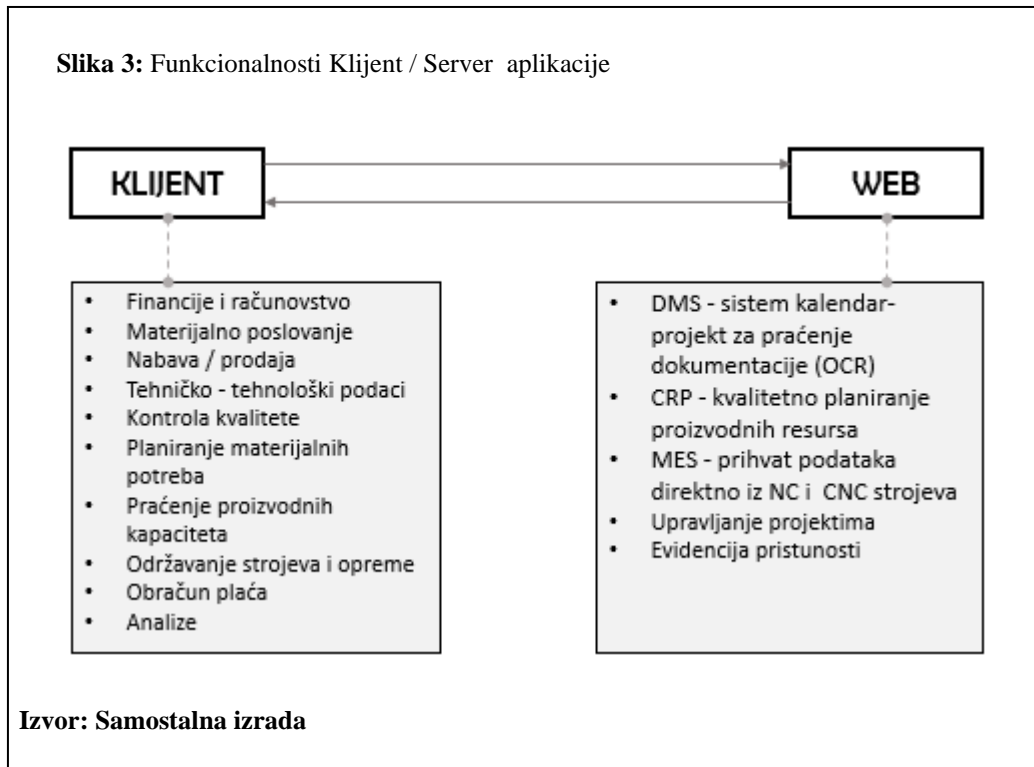 Slika 3: Funkcionalnosti Klijent / Server aplikacije
KLIJENT
WEB
• Financije i računovstvo
• Materijalno poslovanje
• Nabava / prodaja
• Tehničko - tehnološki podaci
• Kontrola kvalitete
• Planiranje materijalnih
potreba
• Praćenje proizvodnih
kapaciteta
• Održavanje strojeva i opreme
• Obračun plaća
• Analize
• DMS - sistem kalendar-
projekt za praćenje
dokumentacije (OCR)
• CRP - kvalitetno planiranje
proizvodnih resursa
• MES - prihvat podataka
direktno iz NC i CNC strojeva
• Upravljanje projektima
• Evidencija pristunosti
Izvor: Samostalna izrada